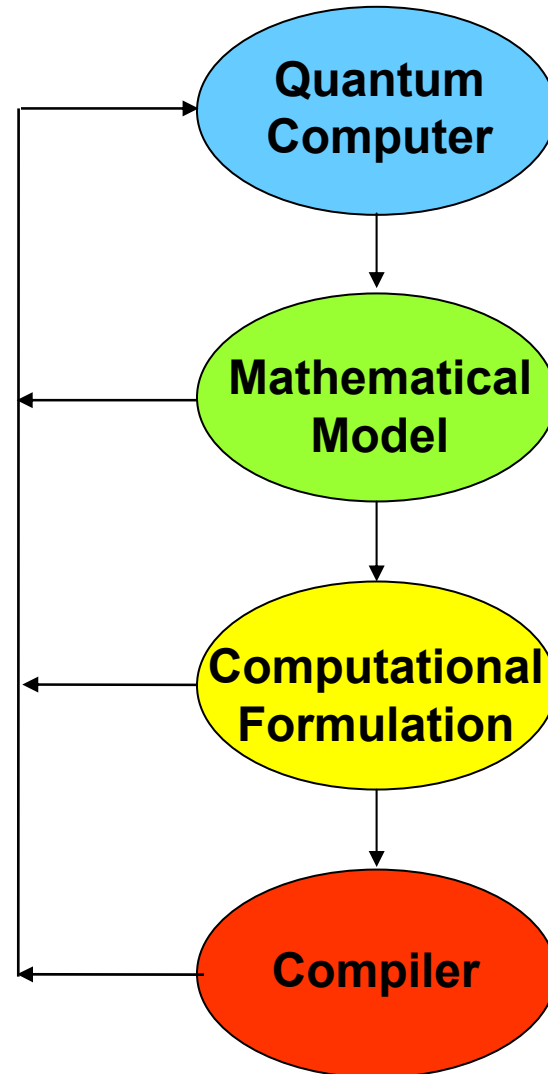 Quantum
Computer
Mathematical
Model
Computational
Formulation
Compiler